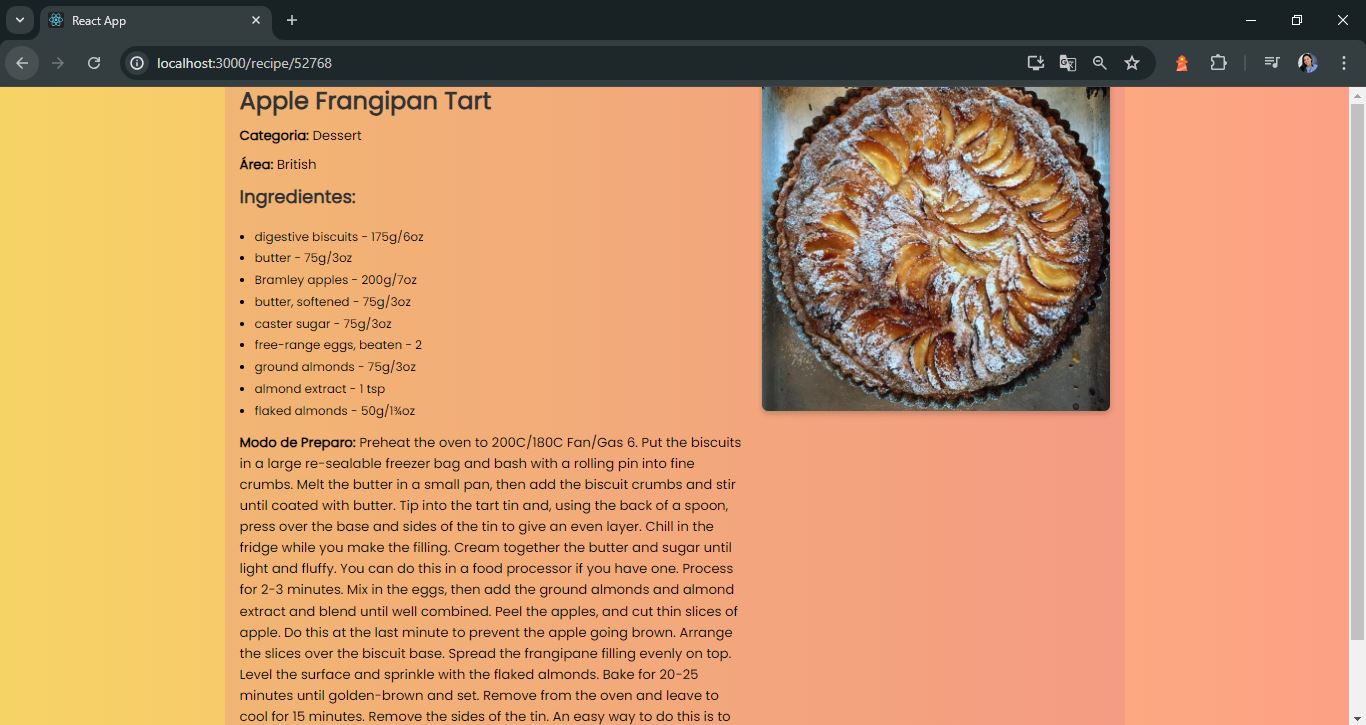 React App
localhost:3000/recipe/52768
Apple Frangipan Tart
Categoria: Dessert
Área: British
Ingredientes:
digestive biscuits - 175g/6oz
butter - 75g/3oz
Bramley apples - 200g/7oz
butter, softened - 75g/3oz
caster sugar - 75g/3oz
free-range eggs, beaten - 2
ground almonds - 75g/3oz
almond extract - 1 tsp
flaked almonds - 50g/1¾oz
Modo de Preparo: Preheat the oven to 200C/180C Fan/Gas 6. Put the biscuits
in a large re-sealable freezer bag and bash with a rolling pin into fine
crumbs. Melt the butter in a small pan, then add the biscuit crumbs and stir
until coated with butter. Tip into the tart tin and, using the back of a spoon,
press over the base and sides of the tin to give an even layer. Chill in the
fridge while you make the filling. Cream together the butter and sugar until
light and fluffy. You can do this in a food processor if you have one. Process
for 2-3 minutes. Mix in the eggs, then add the ground almonds and almond
extract and blend until well combined. Peel the apples, and cut thin slices of
apple. Do this at the last minute to prevent the apple going brown. Arrange
the slices over the biscuit base. Spread the frangipane filling evenly on top.
Level the surface and sprinkle with the flaked almonds. Bake for 20-25
minutes until golden-brown and set. Remove from the oven and leave to
cool for 15 minutes. Remove the sides of the tin. An easy way to do this is to